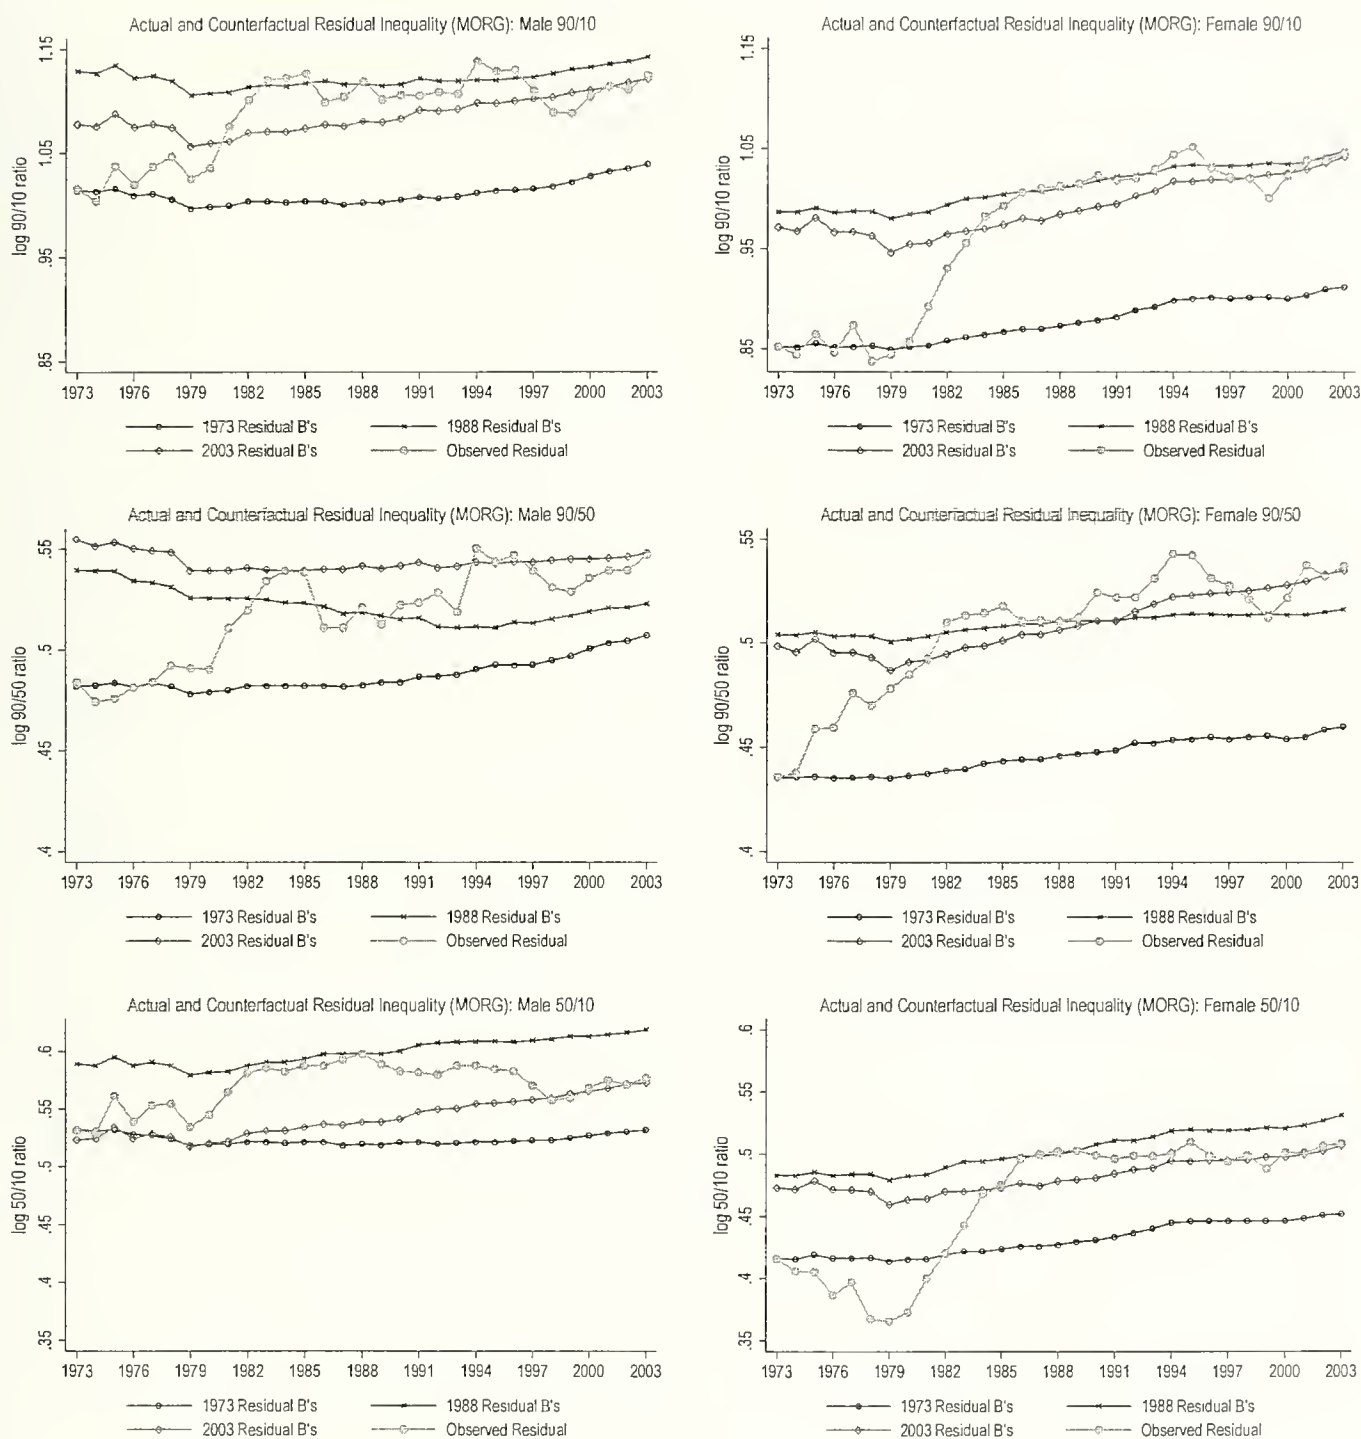 Actual and Counterfactual Residual Inequality (MORG): Male 90/10
log 90/10 ratio
1.15
1.05
.95
.85
1973 1976 1979 1982 1985 1988 1991 1994 1997 2000 2003
1973 Residual B's
1988 Residual B's
2003 Residual B's
Observed Residual
Actual and Counterfactual Residual Inequality (MORG): Female 90/10
log 90/10 ratio
1.15
1.05
.95
.85
1973 1976 1979 1982 1985 1988 1991 1994 1997 2000 2003
1973 Residual B's
1988 Residual B's
2003 Residual B's
Observed Residual
Actual and Counterfactual Residual Inequality (MORG): Male 90/50
log 90/50 ratio
.55
.5
.45
.4
1973 1976 1979 1982 1985 1988 1991 1994 1997 2000 2003
1973 Residual B's
1988 Residual B's
2003 Residual B's
Observed Residual
Actual and Counterfactual Residual Inequality (MORG): Female 90/50
log 90/50 ratio
.55
.5
.45
.4
1973 1976 1979 1982 1985 1988 1991 1994 1997 2000 2003
1973 Residual B's
1988 Residual B's
2003 Residual B's
Observed Residual
Actual and Counterfactual Residual Inequality (MORG): Male 50/10
log 50/10 ratio
.6
.55
.5
.45
.4
.35
1973 1976 1979 1982 1985 1988 1991 1994 1997 2000 2003
1973 Residual B's
1988 Residual B's
2003 Residual B's
Observed Residual
Actual and Counterfactual Residual Inequality (MORG): Female 50/10
log 50/10 ratio
.6
.55
.5
.45
.4
.35
1973 1976 1979 1982 1985 1988 1991 1994 1997 2000 2003
1973 Residual B's
1988 Residual B's
2003 Residual B's
Observed Residual